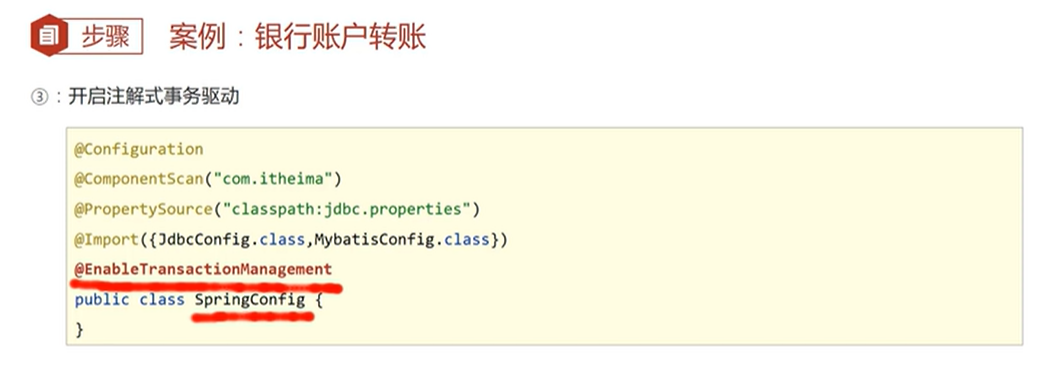 步骤 案例：银行账户转账
③：开启注解式事务驱动
@Configuration
@ComponentScan("com.itheima")
@PropertySource("classpath:jdbc.properties")
@Import({JdbcConfig.class,MybatisConfig.class})
@EnableTransactionManagement
public class SpringConfig {
}